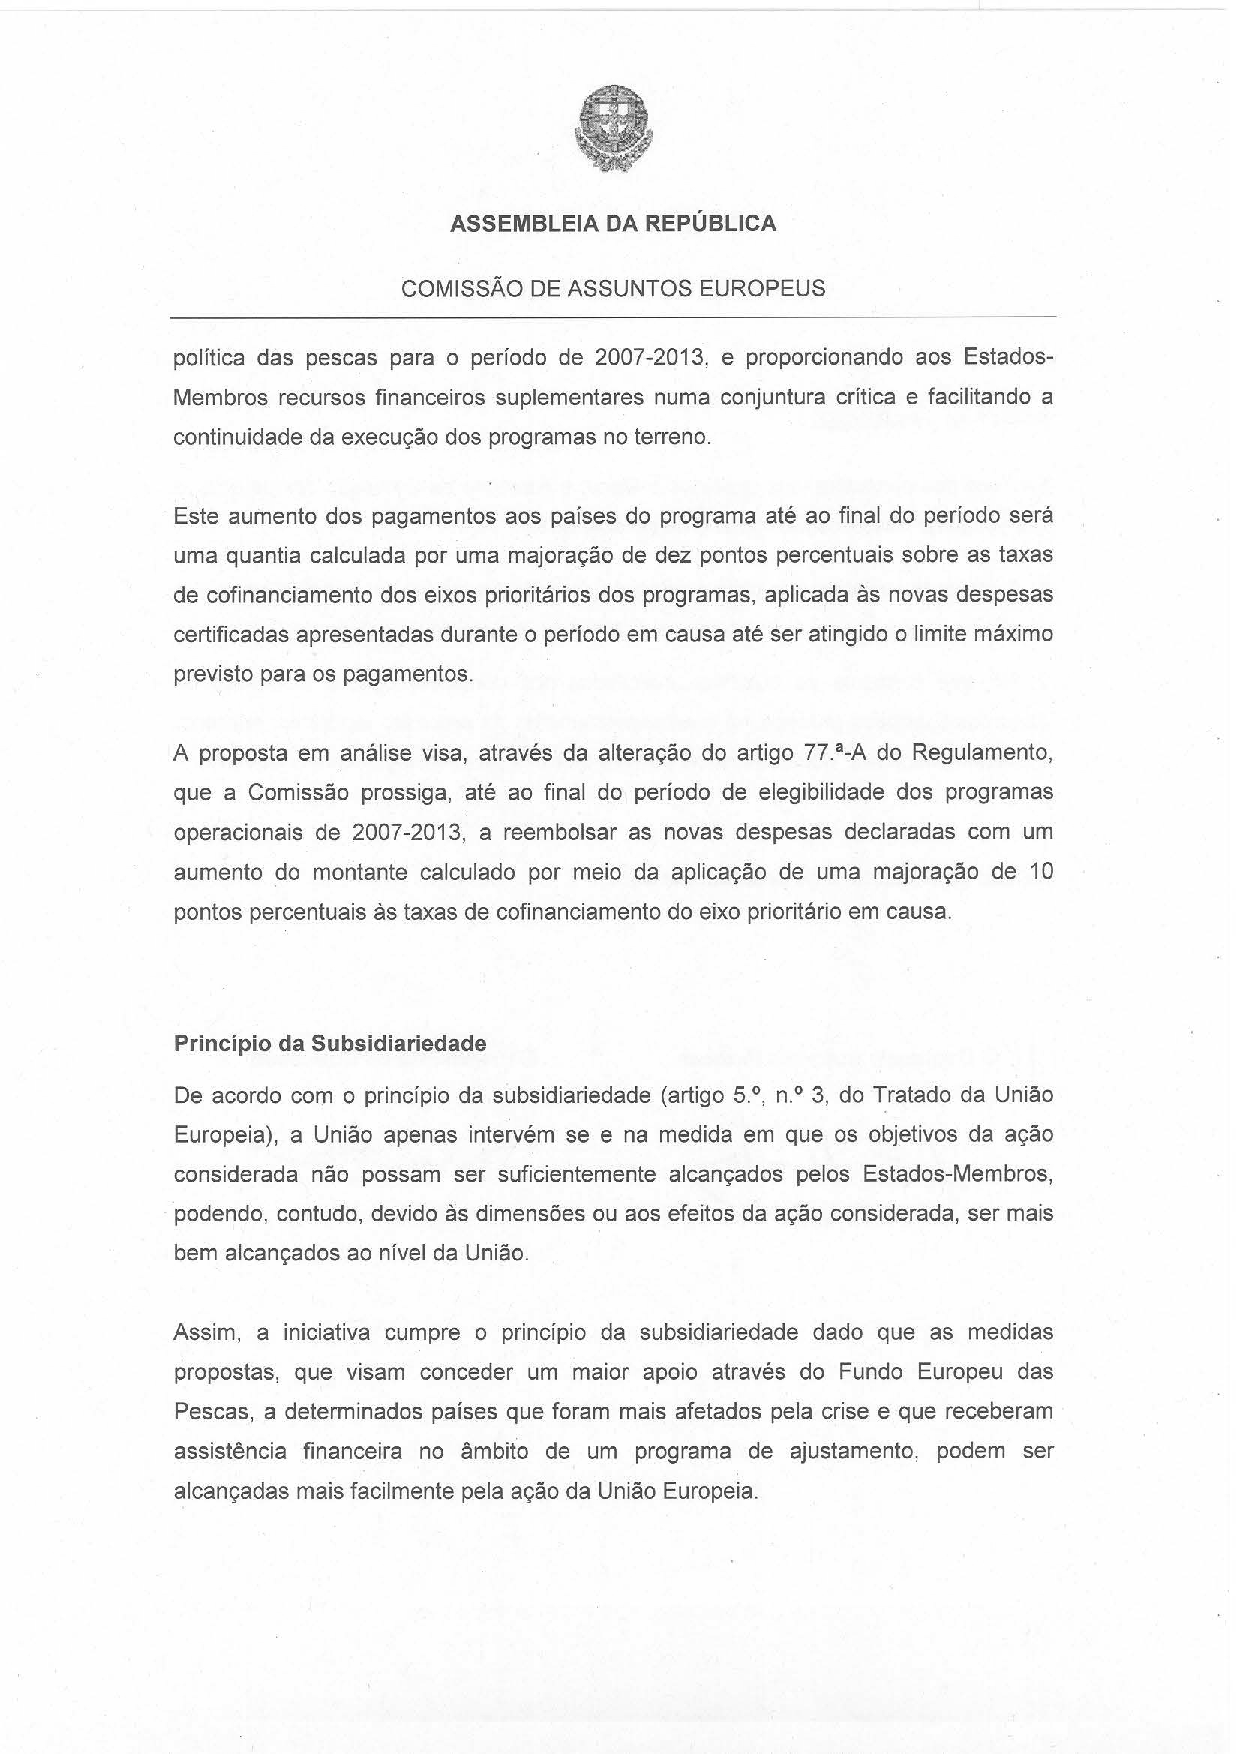 ASSEMBLEIA DA REPÚBLICA
COMISSÃO DE ASSUNTOS EUROPEUS
política das pescas para o período de 2007-2013, e proporcionando aos Estados-
Membros recursos financeiros suplementares numa conjuntura crítica e facilitando a
continuidade da execução dos programas no terreno.
Este aumento dos pagamentos aos países do programa até ao final do período será
uma quantia calculada por uma majoração de dez pontos percentuais sobre as taxas
de cofinanciamento dos eixos prioritários dos programas, aplicada às novas despesas
certificadas apresentadas durante o período em causa até ser atingido o limite máximo
previsto para os pagamentos.
A proposta em análise visa, através da alteração do artigo 77.ª-A do Regulamento,
que a Comissão prossiga, até ao final do período de elegibilidade dos programas
operacionais de 2007-2013, a reembolsar as novas despesas declaradas com um
aumento do montante calculado por meio da aplicação de uma majoração de 10
pontos percentuais às taxas de cofinanciamento do eixo prioritário em causa.
Princípio da Subsidiariedade
De acordo com o princípio da subsidiariedade (artigo 5.º, n.º 3, do Tratado da União
Europeia), a União apenas intervém se e na medida em que os objetivos da ação
considerada não possam ser suficientemente alcançados pelos Estados-Membros,
podendo, contudo, devido às dimensões ou aos efeitos da ação considerada, ser mais
bem alcançados ao nível da União.
Assim, a iniciativa cumpre o princípio da subsidiariedade dado que as medidas
propostas, que visam conceder um maior apoio através do Fundo Europeu das
Pescas, a determinados países que foram mais afetados pela crise e que receberam
assistência financeira no âmbito de um programa de ajustamento, podem ser
alcançadas mais facilmente pela ação da União Europeia.